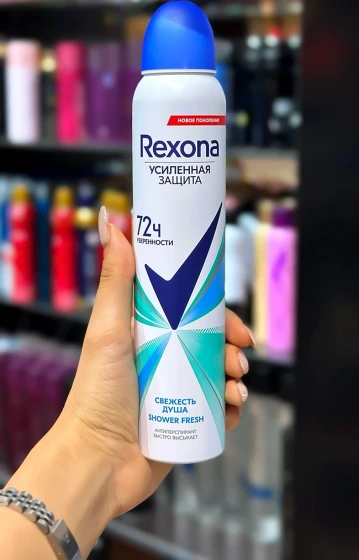 НОВОЕ ПОКОЛЕНИЕ
Rexona
УСИЛЕННАЯ
ЗАЩИТА
72ч
УВЕРЕННОСТИ
СВЕЖЕСТЬ
ДУША
SHOWER FRESH
АНТИПЕРСПИРАНТ
БЫСТРО ВЫСЫХАЕТ